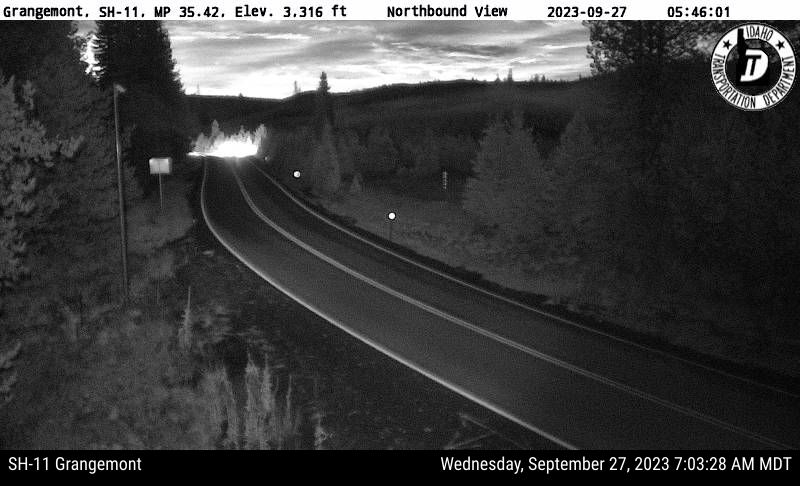 Grangemont, SH-11, MP 35.42, Elev. 3,316 ft Northbound View 2023-09-27 05:46:01
IDAHO
TRANSPORTATION DEPARTMENT
SH-11 Grangemont Wednesday, September 27, 2023 7:03:28 AM MDT